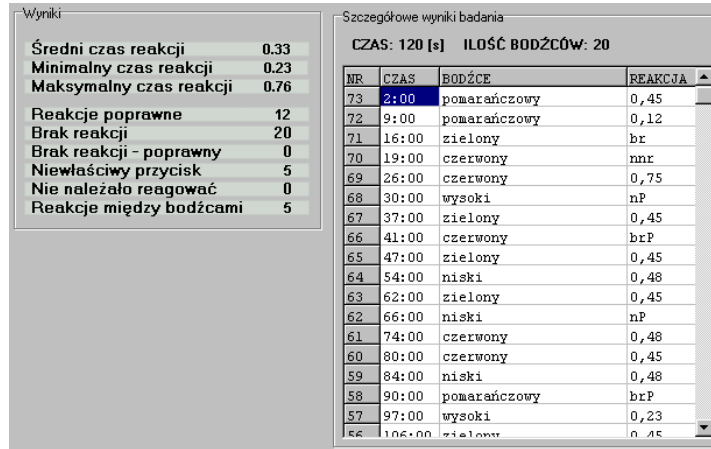 Wyniki
Średni czas reakcji 0.33
Minimalny czas reakcji 0.23
Maksymalny czas reakcji 0.76
Reakcje poprawne 12
Brak reakcji 20
Brak reakcji - poprawny 0
Niewłaściwy przycisk 5
Nie należało reagować 0
Reakcje między bodźcami 5
Szczegółowe wyniki badania
CZAS: 120 [s] ILOŚĆ BODŹCÓW: 20
NR CZAS BODŹCE REAKCJA
73 2:00 pomarańczowy 0,45
72 9:00 pomarańczowy 0,12
71 16:00 zielony br
70 19:00 czerwony nnr
69 26:00 czerwony 0,75
68 30:00 wysoki nP
67 37:00 zielony 0,45
66 41:00 czerwony brP
65 47:00 zielony 0,45
64 54:00 niski 0,48
63 62:00 zielony 0,45
62 66:00 niski nP
61 74:00 czerwony 0,48
60 80:00 czerwony 0,45
59 84:00 niski 0,48
58 90:00 pomarańczowy brP
57 97:00 wysoki 0,23
56 106:00 zielony 0,45